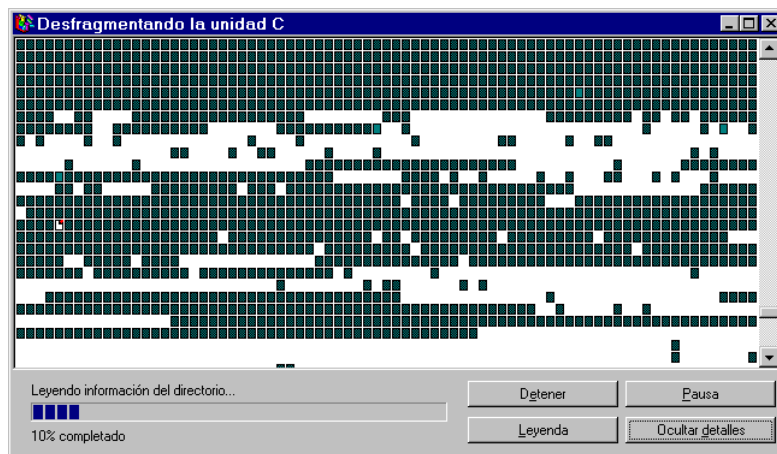 Desfragmentando la unidad C
Leyendo información del directorio...
10% completado
Detener
Pausa
Leyenda
Ocultar detalles